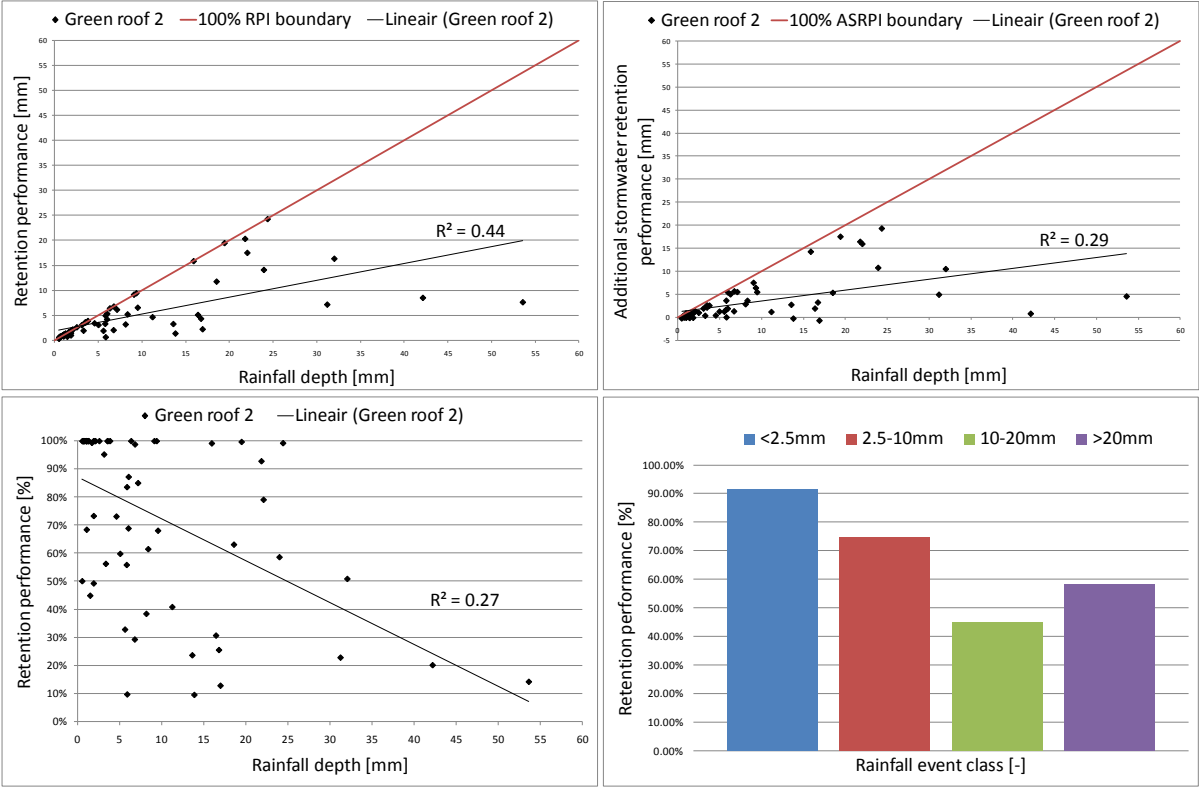 Green roof 2 100% RPI boundary Lineair (Green roof 2)
Retention performance [mm]
60
55
50
45
40
35
30
25
20
15
10
5
0
R² = 0.44
0 5 10 15 20 25 30 35 40 45 50 55 60
Rainfall depth [mm]
Green roof 2 100% ASRPI boundary Lineair (Green roof 2)
Additional stormwater retention
performance [mm]
60
55
50
45
40
35
30
25
20
15
10
5
0
-5
R² = 0.29
0 5 10 15 20 25 30 35 40 45 50 55 60
Rainfall depth [mm]
Green roof 2 Lineair (Green roof 2)
Retention performance [%]
100%
90%
80%
70%
60%
50%
40%
30%
20%
10%
0%
R² = 0.27
0 5 10 15 20 25 30 35 40 45 50 55 60
Rainfall depth [mm]
<2.5mm 2.5-10mm 10-20mm >20mm
Retention performance [%]
100.00%
90.00%
80.00%
70.00%
60.00%
50.00%
40.00%
30.00%
20.00%
10.00%
0.00%
Rainfall event class [-]